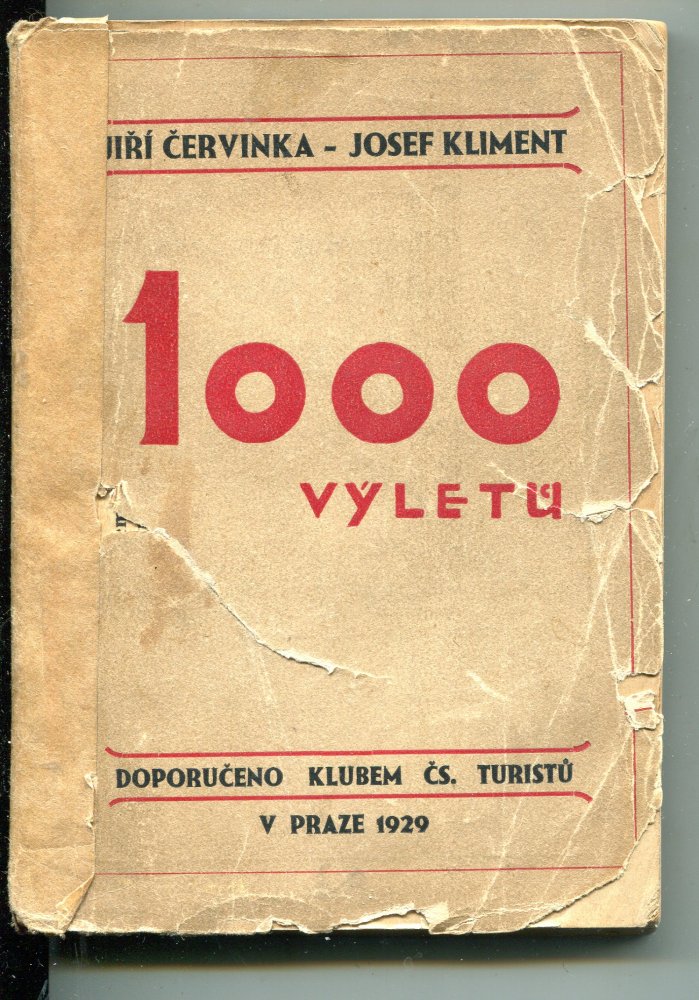 JIŘÍ ČERVINKA - JOSEF KLIMENT
1000
VÝLETŮ
DOPORUČENO KLUBEM ČS. TURISTŮ
V PRAZE 1929